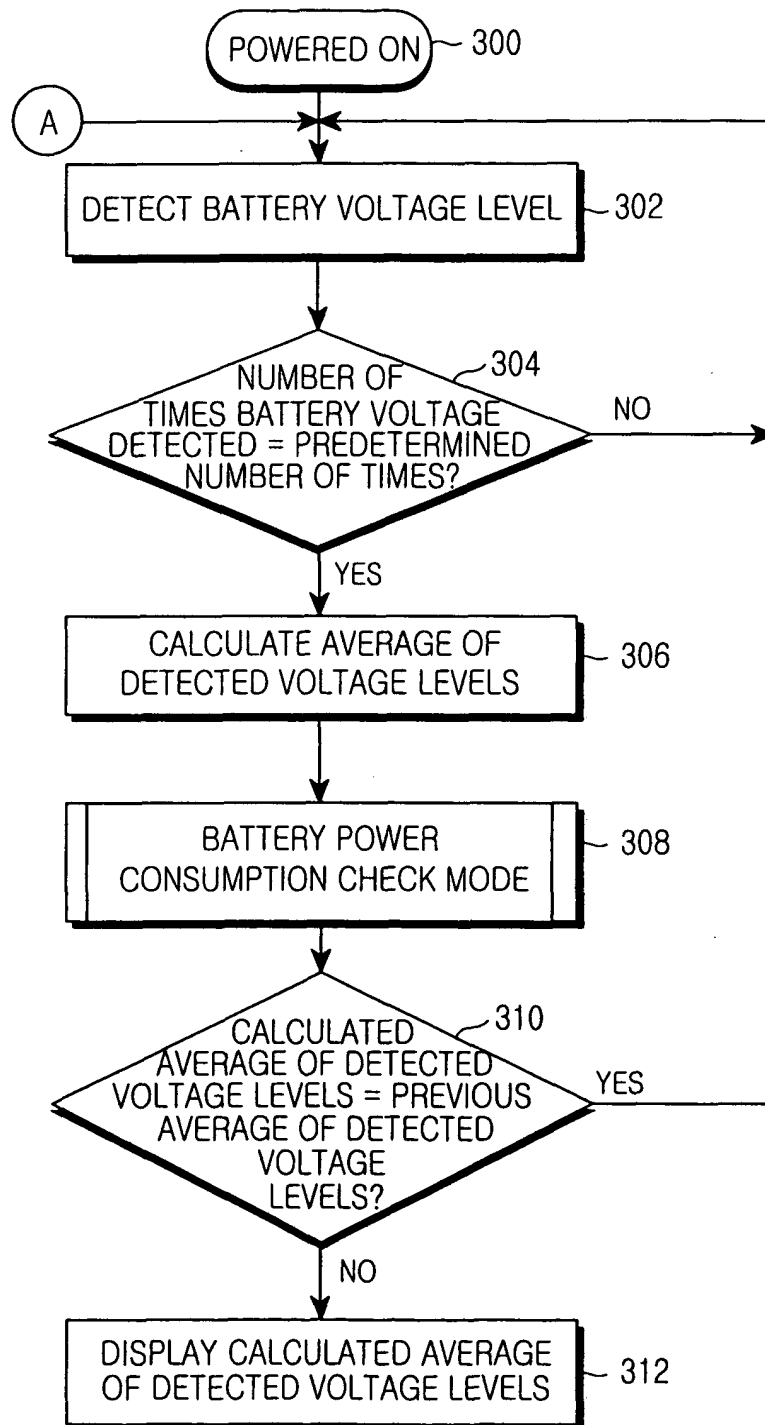 POWERED ON
300
A
DETECT BATTERY VOLTAGE LEVEL
302
304
NUMBER OF
TIMES BATTERY VOLTAGE
DETECTED = PREDETERMINED
NUMBER OF TIMES?
NO
YES
CALCULATE AVERAGE OF
DETECTED VOLTAGE LEVELS
306
BATTERY POWER
CONSUMPTION CHECK MODE
308
310
CALCULATED
AVERAGE OF DETECTED
VOLTAGE LEVELS = PREVIOUS
AVERAGE OF DETECTED
VOLTAGE
LEVELS?
YES
NO
DISPLAY CALCULATED AVERAGE
OF DETECTED VOLTAGE LEVELS
312